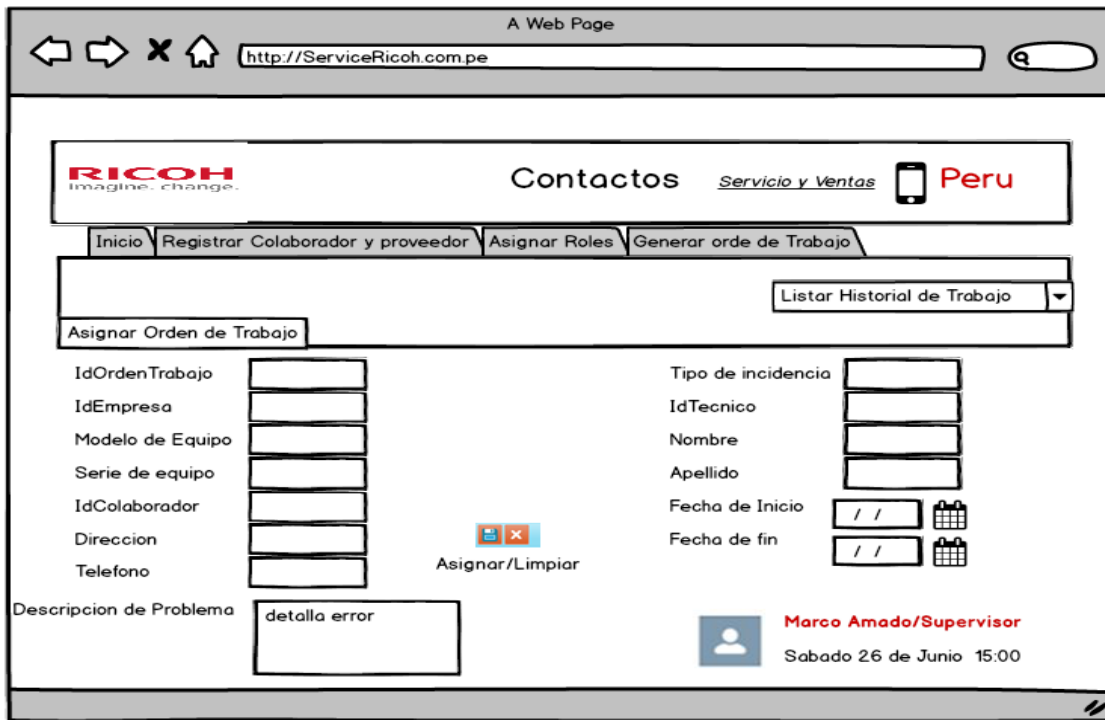 A Web Page
http://ServiceRicoh.com.pe
RICOH
imagine. change.
Contactos Servicio y Ventas Peru
Inicio Registrar Colaborador y proveedor Asignar Roles Generar orde de Trabajo
Listar Historial de Trabajo
Asignar Orden de Trabajo
IdOrdenTrabajo
IdEmpresa
Modelo de Equipo
Serie de equipo
IdColaborador
Direccion
Telefono
Descripcion de Problema
detalla error
Asignar/Limpiar
Tipo de incidencia
IdTecnico
Nombre
Apellido
Fecha de Inicio / /
Fecha de fin / /
Marco Amado/Supervisor
Sabado 26 de Junio 15:00